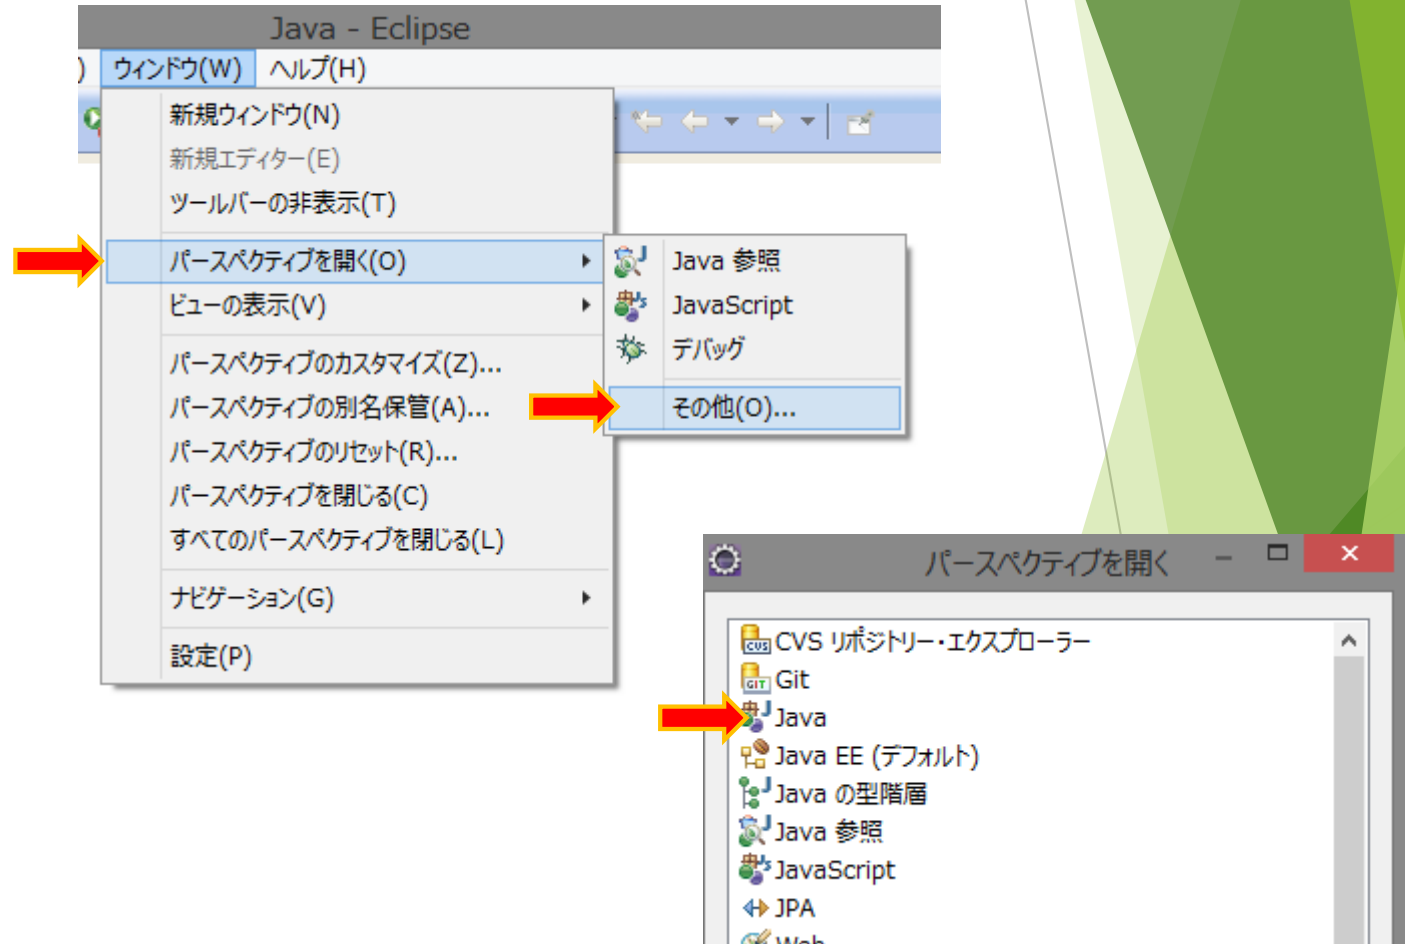 Java - Eclipse
) ウィンドウ(W) ヘルプ(H)
新規ウィンドウ(N)
新規エディター(E)
ツールバーの非表示(T)
パースペクティブを開く(O)
ビューの表示(V)
パースペクティブのカスタマイズ(Z)...
パースペクティブの別名保管(A)...
パースペクティブのリセット(R)...
パースペクティブを閉じる(C)
すべてのパースペクティブを閉じる(L)
ナビゲーション(G)
設定(P)
Java 参照
JavaScript
デバッグ
その他(O)...
パースペクティブを開く
CVS リポジトリー・エクスプローラー
Git
Java
Java EE (デフォルト)
Java の型階層
Java 参照
JavaScript
JPA
Web